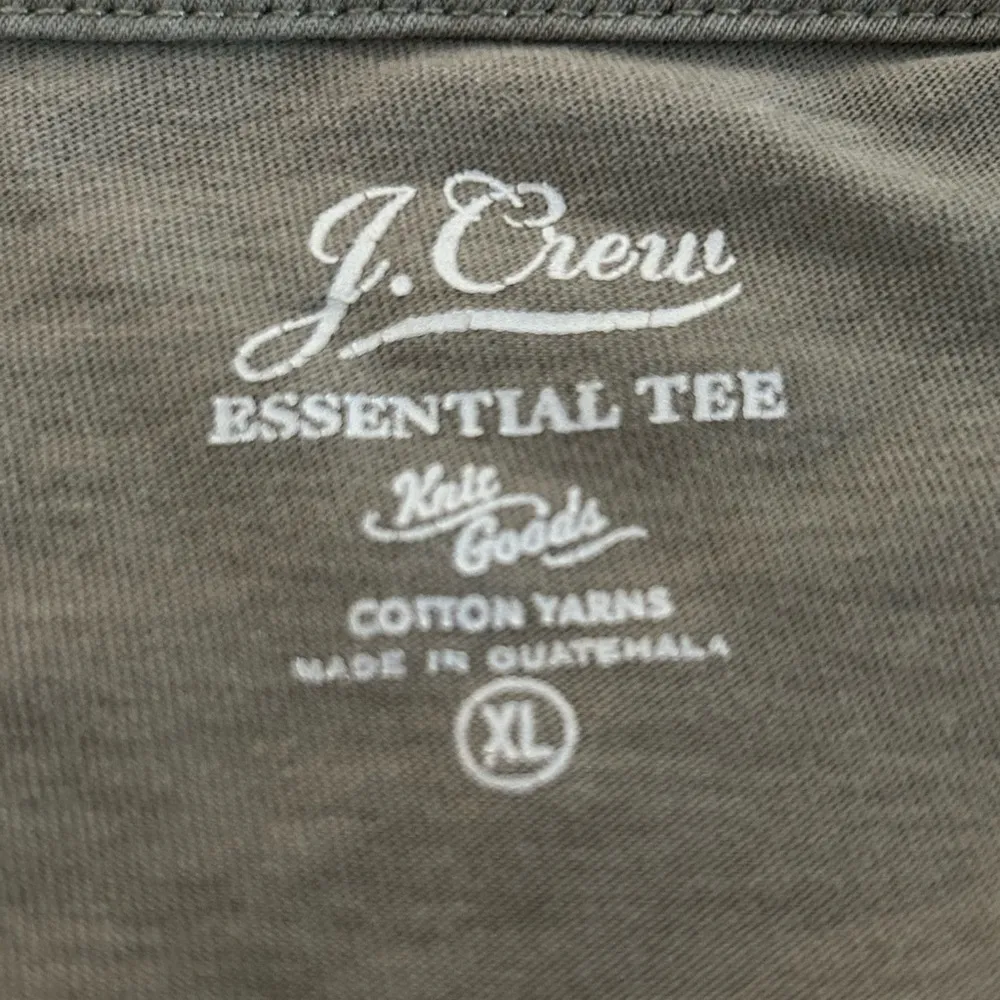 J. Crew
ESSENTIAL TEE
Knit
Goods
COTTON YARNS
MADE IN GUATEMALA
XL